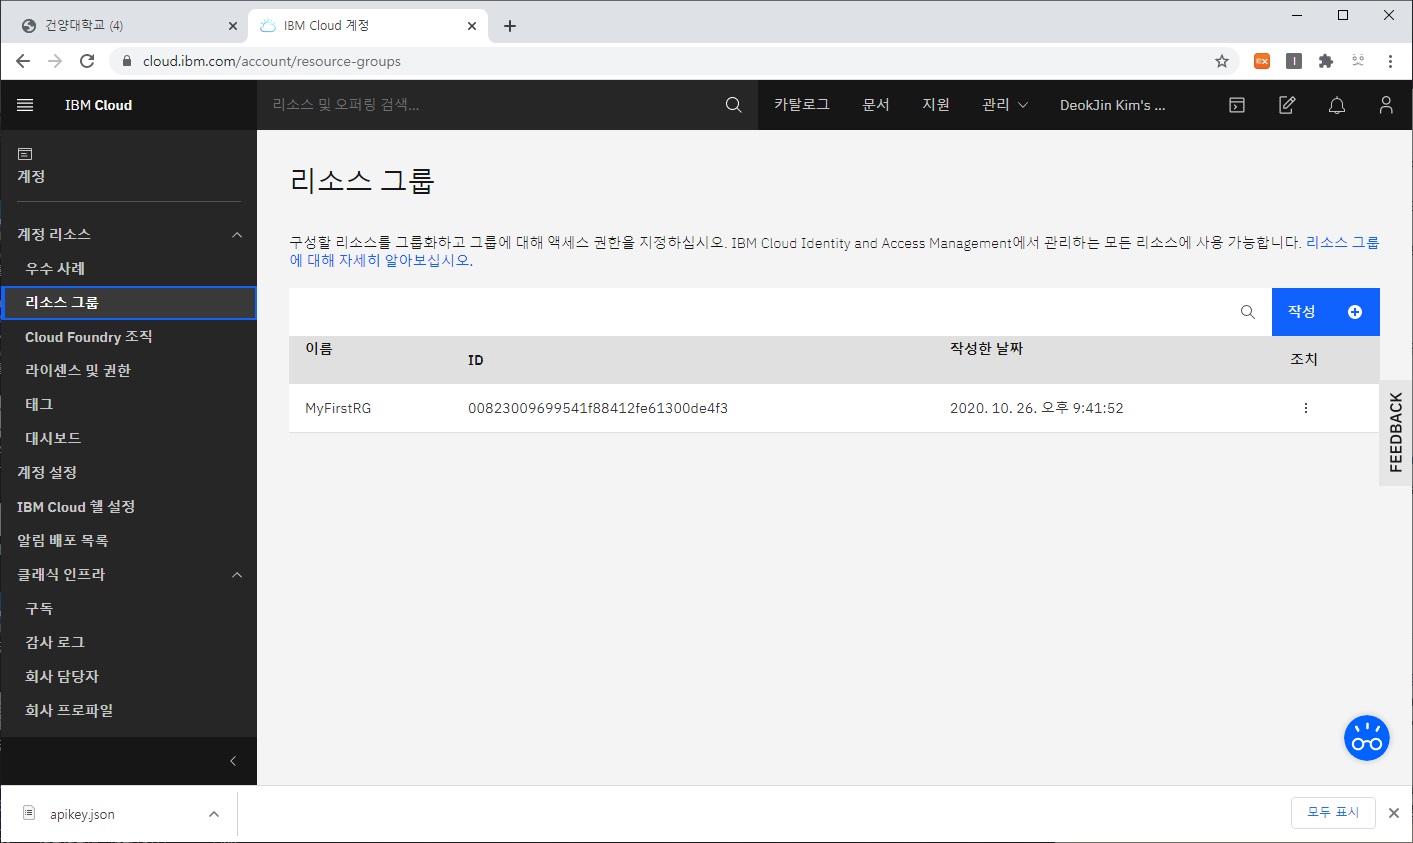 건양대학교 (4)
IBM Cloud 계정
cloud.ibm.com/account/resource-groups
IBM Cloud
리소스 및 오퍼링 검색...
카탈로그
문서
지원
관리
DeokJin Kim's ...
계정
계정 리소스
우수 사례
리소스 그룹
Cloud Foundry 조직
라이센스 및 권한
태그
대시보드
계정 설정
IBM Cloud 쉘 설정
알림 배포 목록
클래식 인프라
구독
감사 로그
회사 담당자
회사 프로파일
리소스 그룹
구성할 리소스를 그룹화하고 그룹에 대해 액세스 권한을 지정하십시오. IBM Cloud Identity and Access Management에서 관리하는 모든 리소스에 사용 가능합니다. 리소스 그룹
에 대해 자세히 알아보십시오.
작성
이름
ID
작성한 날짜
조치
MyFirstRG
00823009699541f88412fe61300de4f3
2020. 10. 26. 오후 9:41:52
FEEDBACK
apikey.json
모두 표시